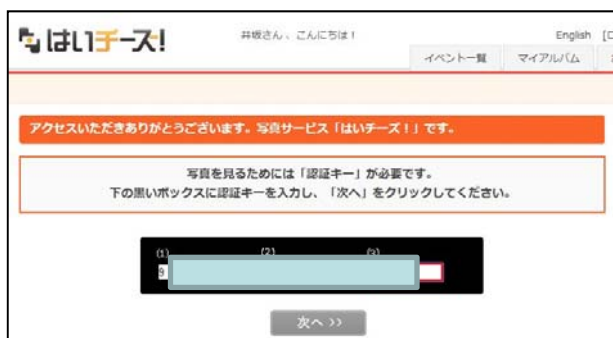 はいチーズ!
井坂さん、こんにちは!
English
イベント一覧 マイアルバム
アクセスいただきありがとうございます。写真サービス「はいチーズ!」です。
写真を見るためには「認証キー」が必要です。
下の黒いボックスに認証キーを入力し、「次へ」をクリックしてください。
(1) (2) (3)
9
次へ >>